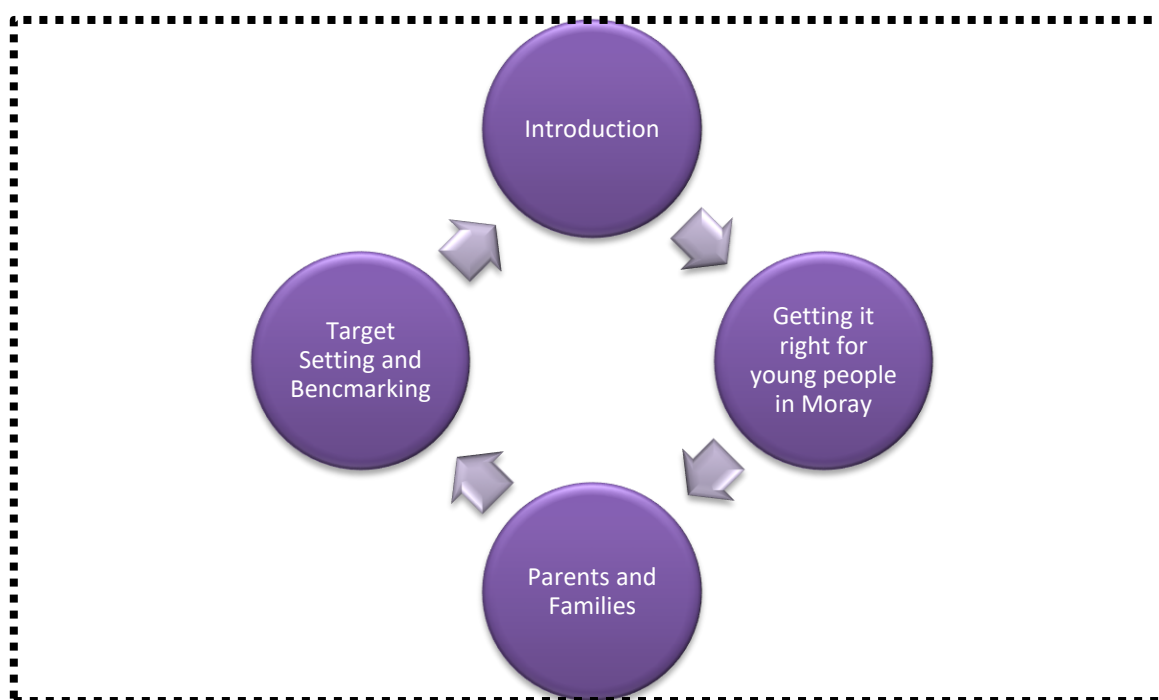 Introduction
Getting it
right for
young people
in Moray
Parents and
Families
Target
Setting and
Bencmarking